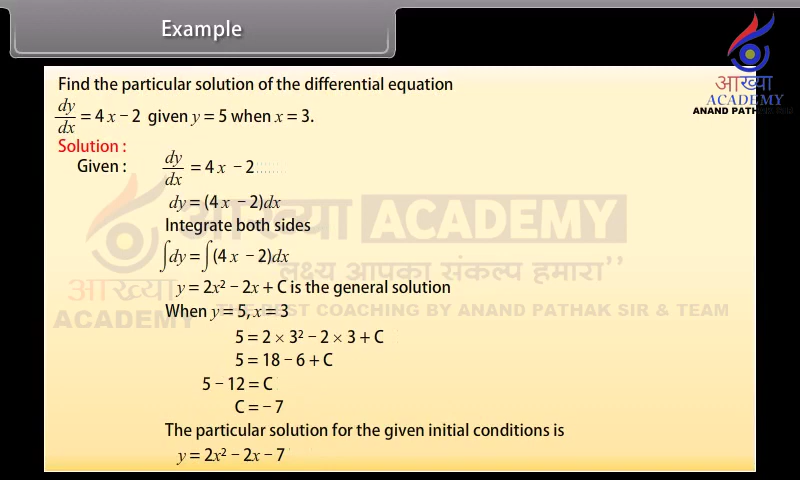 Example
आख्या
ACADEMY
ANAND PATH
Find the particular solution of the differential equation
dy/dx = 4x − 2 given y = 5 when x = 3.
Solution :
Given : dy/dx = 4x − 2
dy = (4x − 2)dx
Integrate both sides
∫dy = ∫(4x − 2)dx
y = 2x² − 2x + C is the general solution
When y = 5, x = 3
5 = 2 × 3² − 2 × 3 + C
5 = 18 − 6 + C
5 − 12 = C
C = − 7
The particular solution for the given initial conditions is
y = 2x² − 2x − 7
आख्या ACADEMY
लक्ष्य आपका संकल्प हमारा’’
THE BEST COACHING BY ANAND PATHAK SIR & TEAM
आख्या
ACADEMY